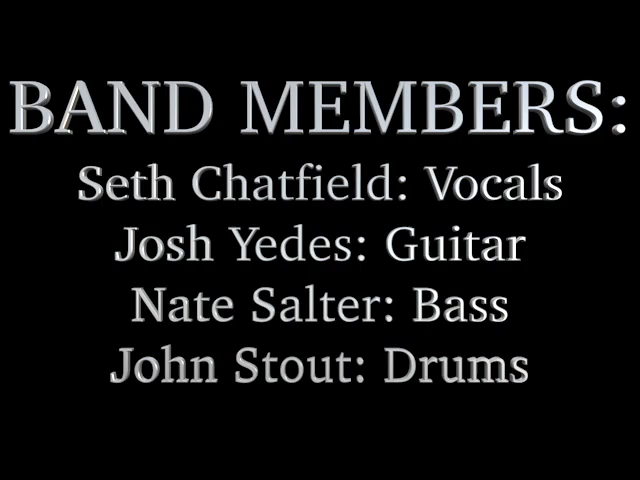 BAND MEMBERS:
Seth Chatfield: Vocals
Josh Yedes: Guitar
Nate Salter: Bass
John Stout: Drums